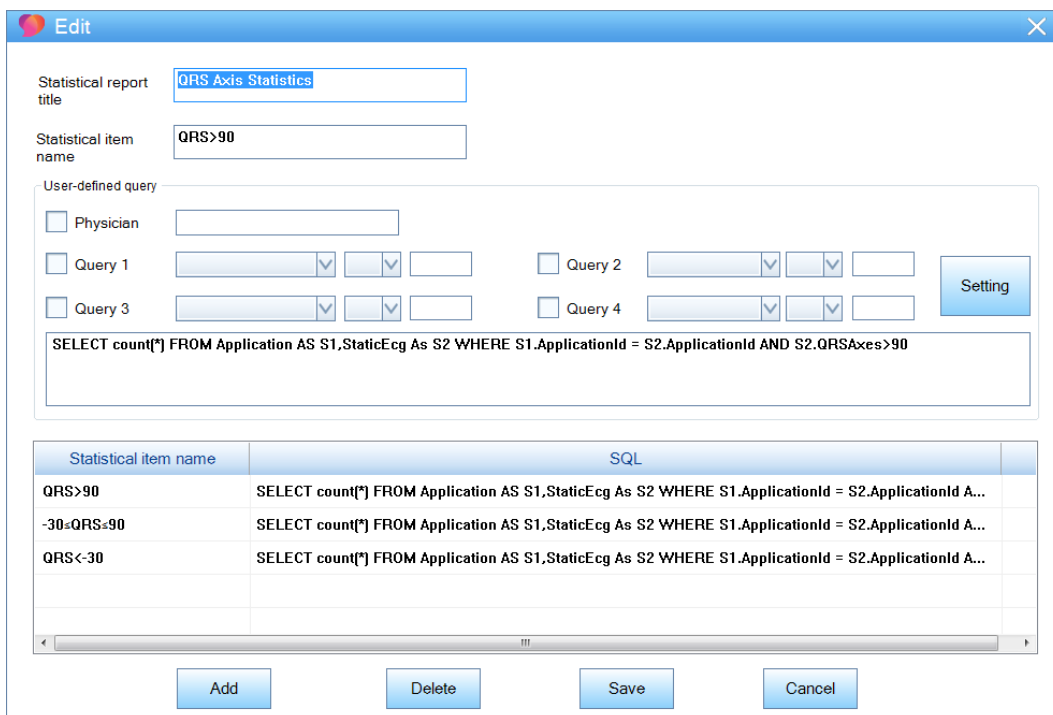 Edit
Statistical report
title
QRS Axis Statistics
Statistical item
name
QRS>90
User-defined query
Physician
Query 1
Query 2
Setting
Query 3
Query 4
SELECT count(*) FROM Application AS S1,StaticEcg As S2 WHERE S1.ApplicationId = S2.ApplicationId AND S2.QRSAxes>90
Statistical item name SQL
QRS>90 SELECT count(*) FROM Application AS S1,StaticEcg As S2 WHERE S1.ApplicationId = S2.ApplicationId A...
-30≤QRS≤90 SELECT count(*) FROM Application AS S1,StaticEcg As S2 WHERE S1.ApplicationId = S2.ApplicationId A...
QRS<-30 SELECT count(*) FROM Application AS S1,StaticEcg As S2 WHERE S1.ApplicationId = S2.ApplicationId A...
Add Delete Save Cancel